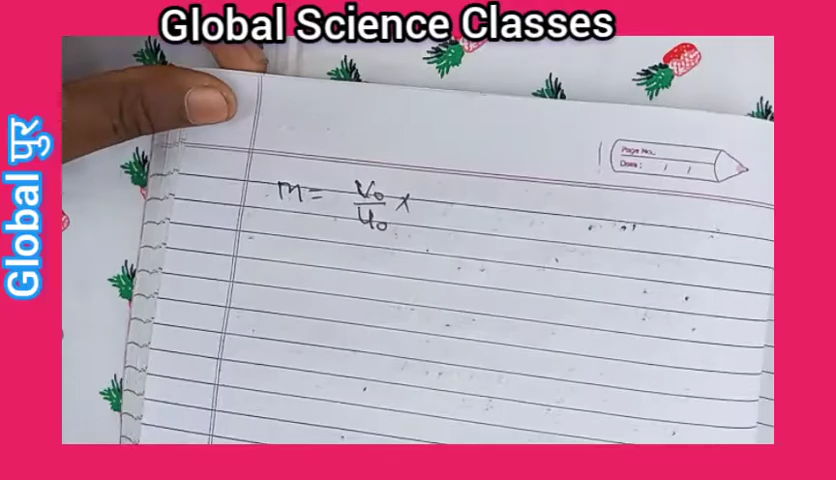 Global Science Classes
Global पुर
Page No.
Date: / /
m = v₀/u₀ ×